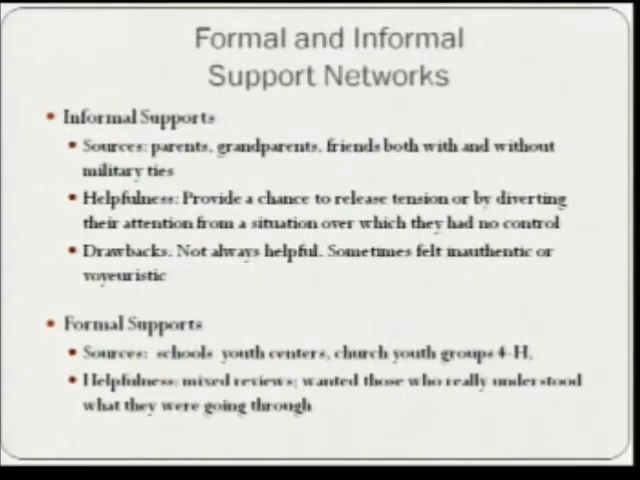 Formal and Informal
Support Networks
• Informal Supports
• Sources: parents, grandparents, friends both with and without
military ties
• Helpfulness: Provide a chance to release tension or by diverting
their attention from a situation over which they had no control
• Drawbacks: Not always helpful. Sometimes felt inauthentic or
voyeuristic
• Formal Supports
• Sources: schools youth centers, church youth groups 4-H,
• Helpfulness: mixed reviews; wanted those who really understood
what they were going through